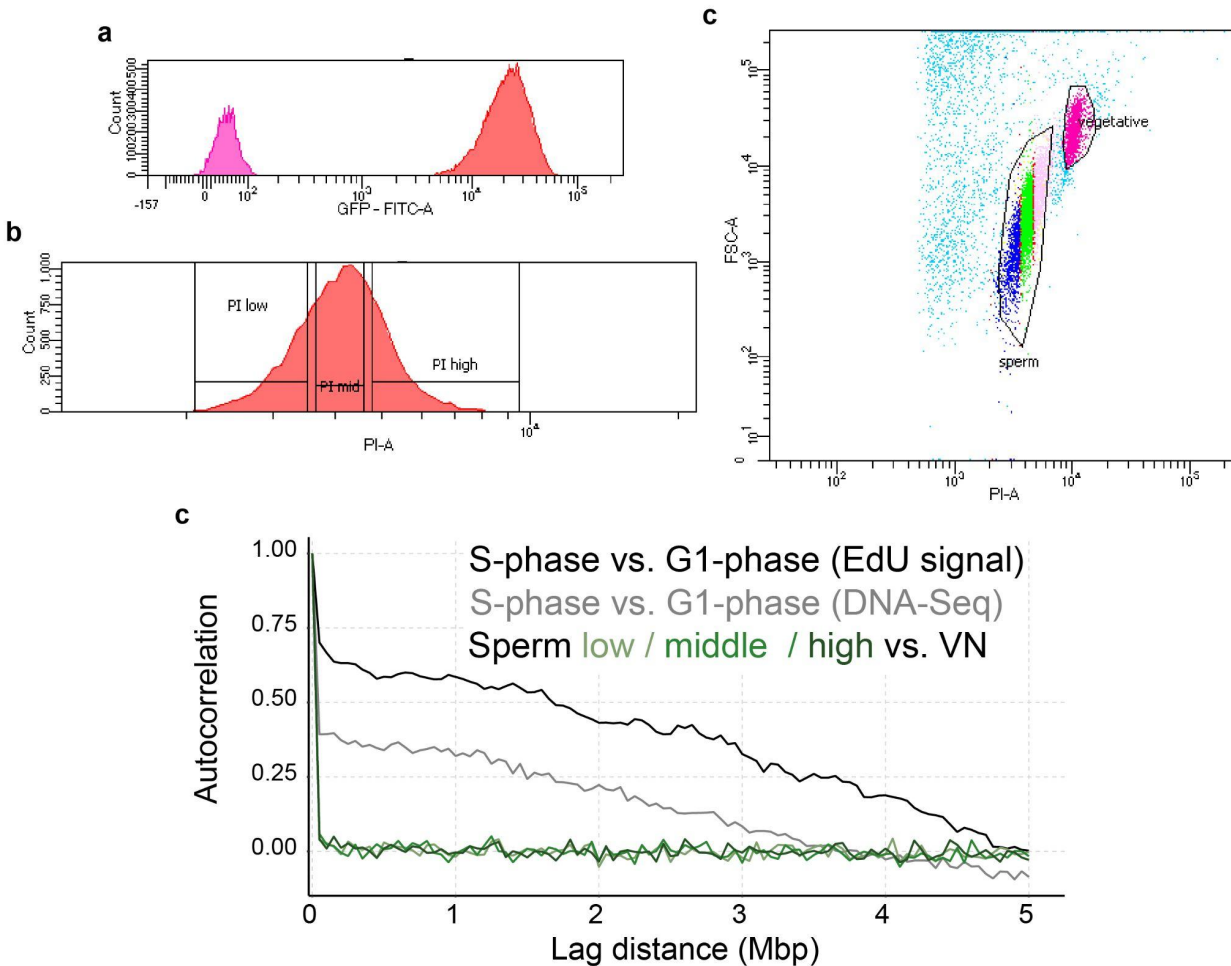 a
Count
100200300400500
-157
0
10²
10³
10⁴
10⁵
GFP - FITC-A
b
Count
0 250 500 750 1,000
PI low
PI mid
PI high
10⁴
PI-A
c
FSC-A
0 10¹ 10² 10³ 10⁴ 10⁵
vegetative
sperm
10² 10³ 10⁴ 10⁵
PI-A
c
Autocorrelation
1.00
0.75
0.50
0.25
0.00
S-phase vs. G1-phase (EdU signal)
S-phase vs. G1-phase (DNA-Seq)
Sperm low / middle / high vs. VN
0 1 2 3 4 5
Lag distance (Mbp)